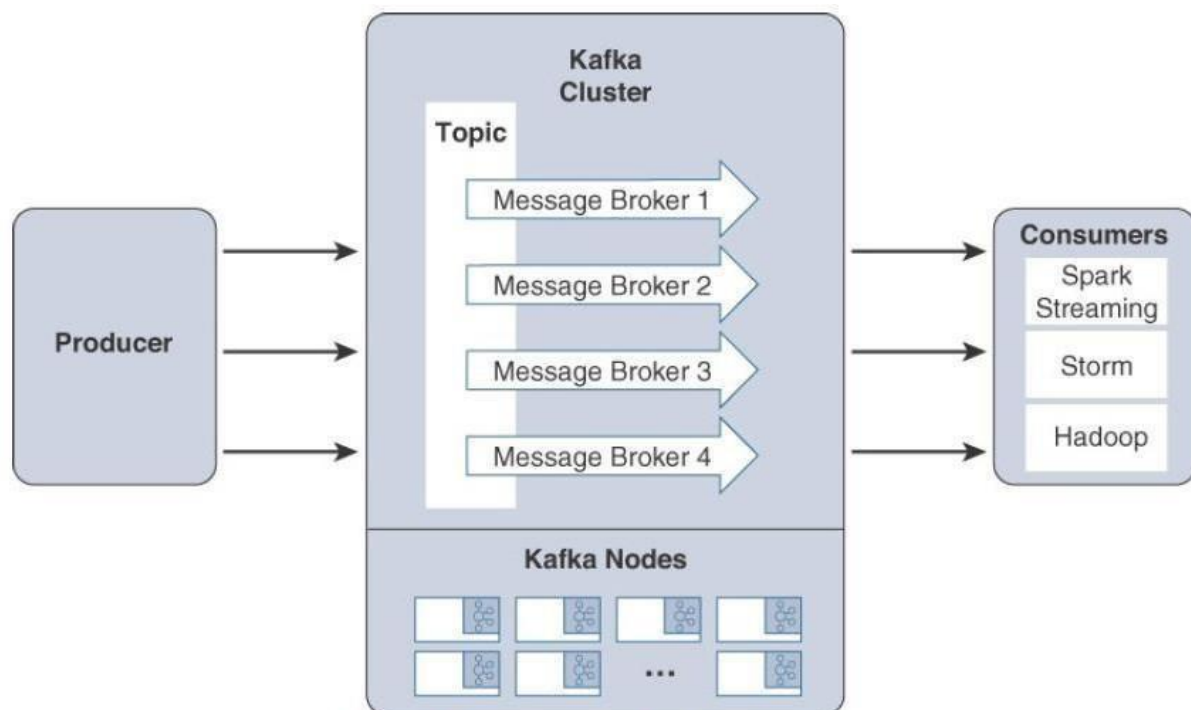 Kafka
Cluster
Topic
Message Broker 1
Message Broker 2
Message Broker 3
Message Broker 4
Producer
Consumers
Spark
Streaming
Storm
Hadoop
Kafka Nodes
...